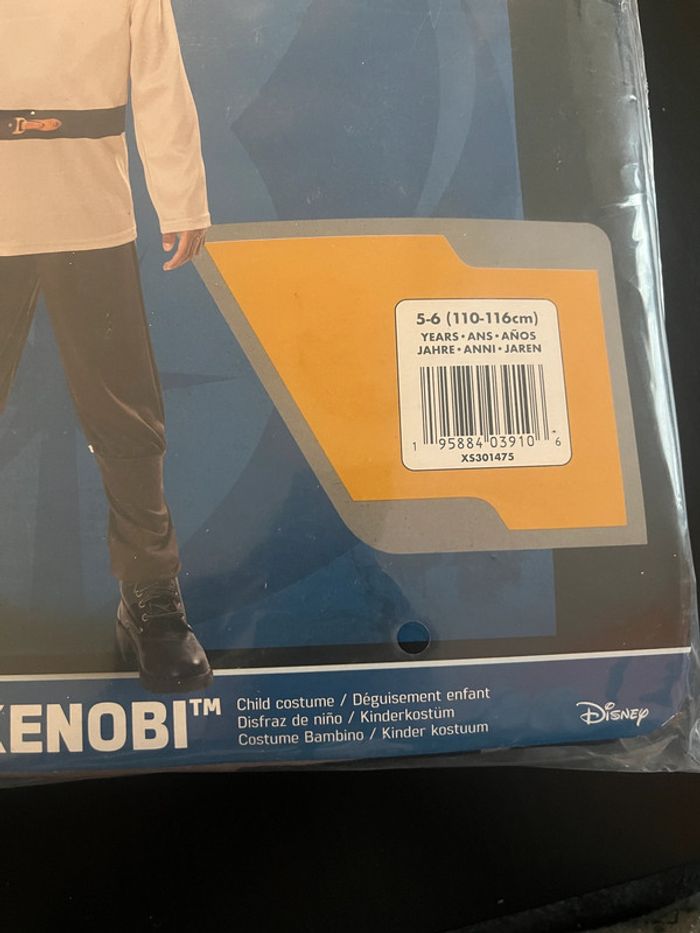 5-6 (110-116cm)
YEARS • ANS • AÑOS
JAHRE • ANNI • JAREN
1 95884 03910 6
XS301475
KENOBI™
Child costume / Déguisement enfant
Disfraz de niño / Kinderkostüm
Costume Bambino / Kinder kostuum
Disney